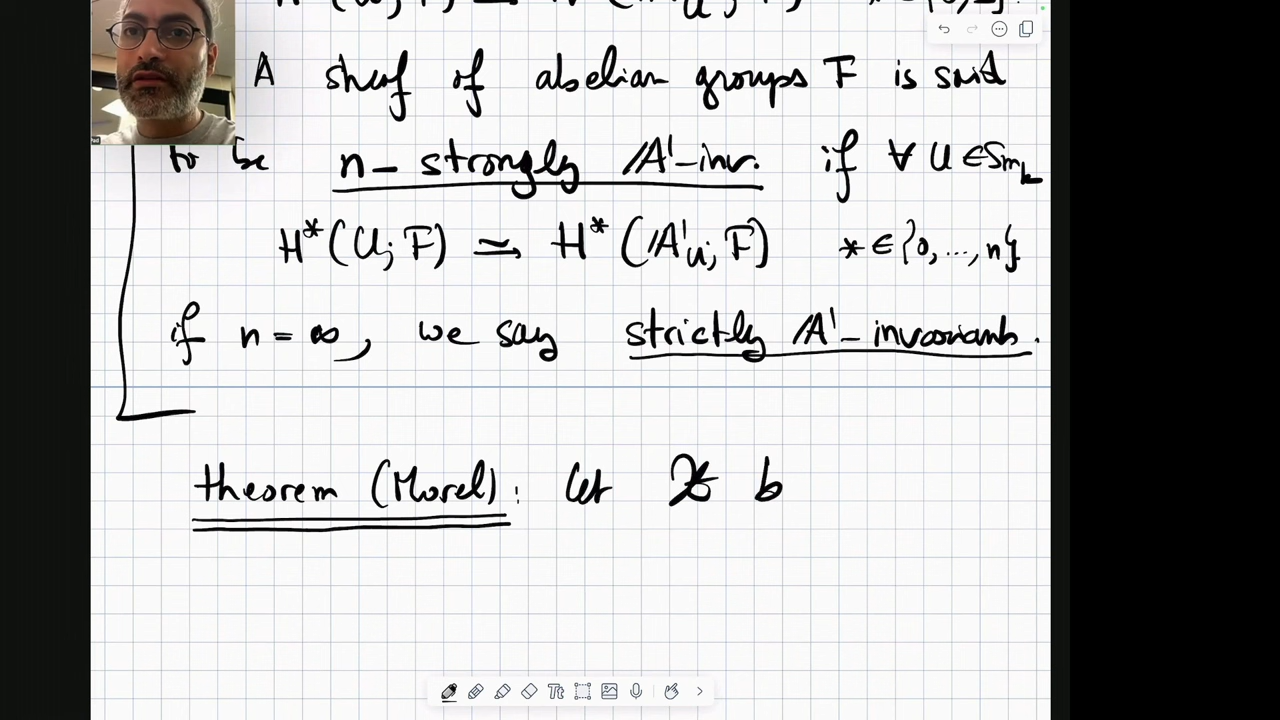 A sheaf of abelian groups F is said
to be n-strongly A¹-inv. if ∀ U ∈ Smₖ
H*(U; F) ≃ H*(A¹_U; F) * ∈ {0, ..., n}.
if n = ∞, we say strictly A¹-invariant.
theorem (Morel): let 𝒳 b